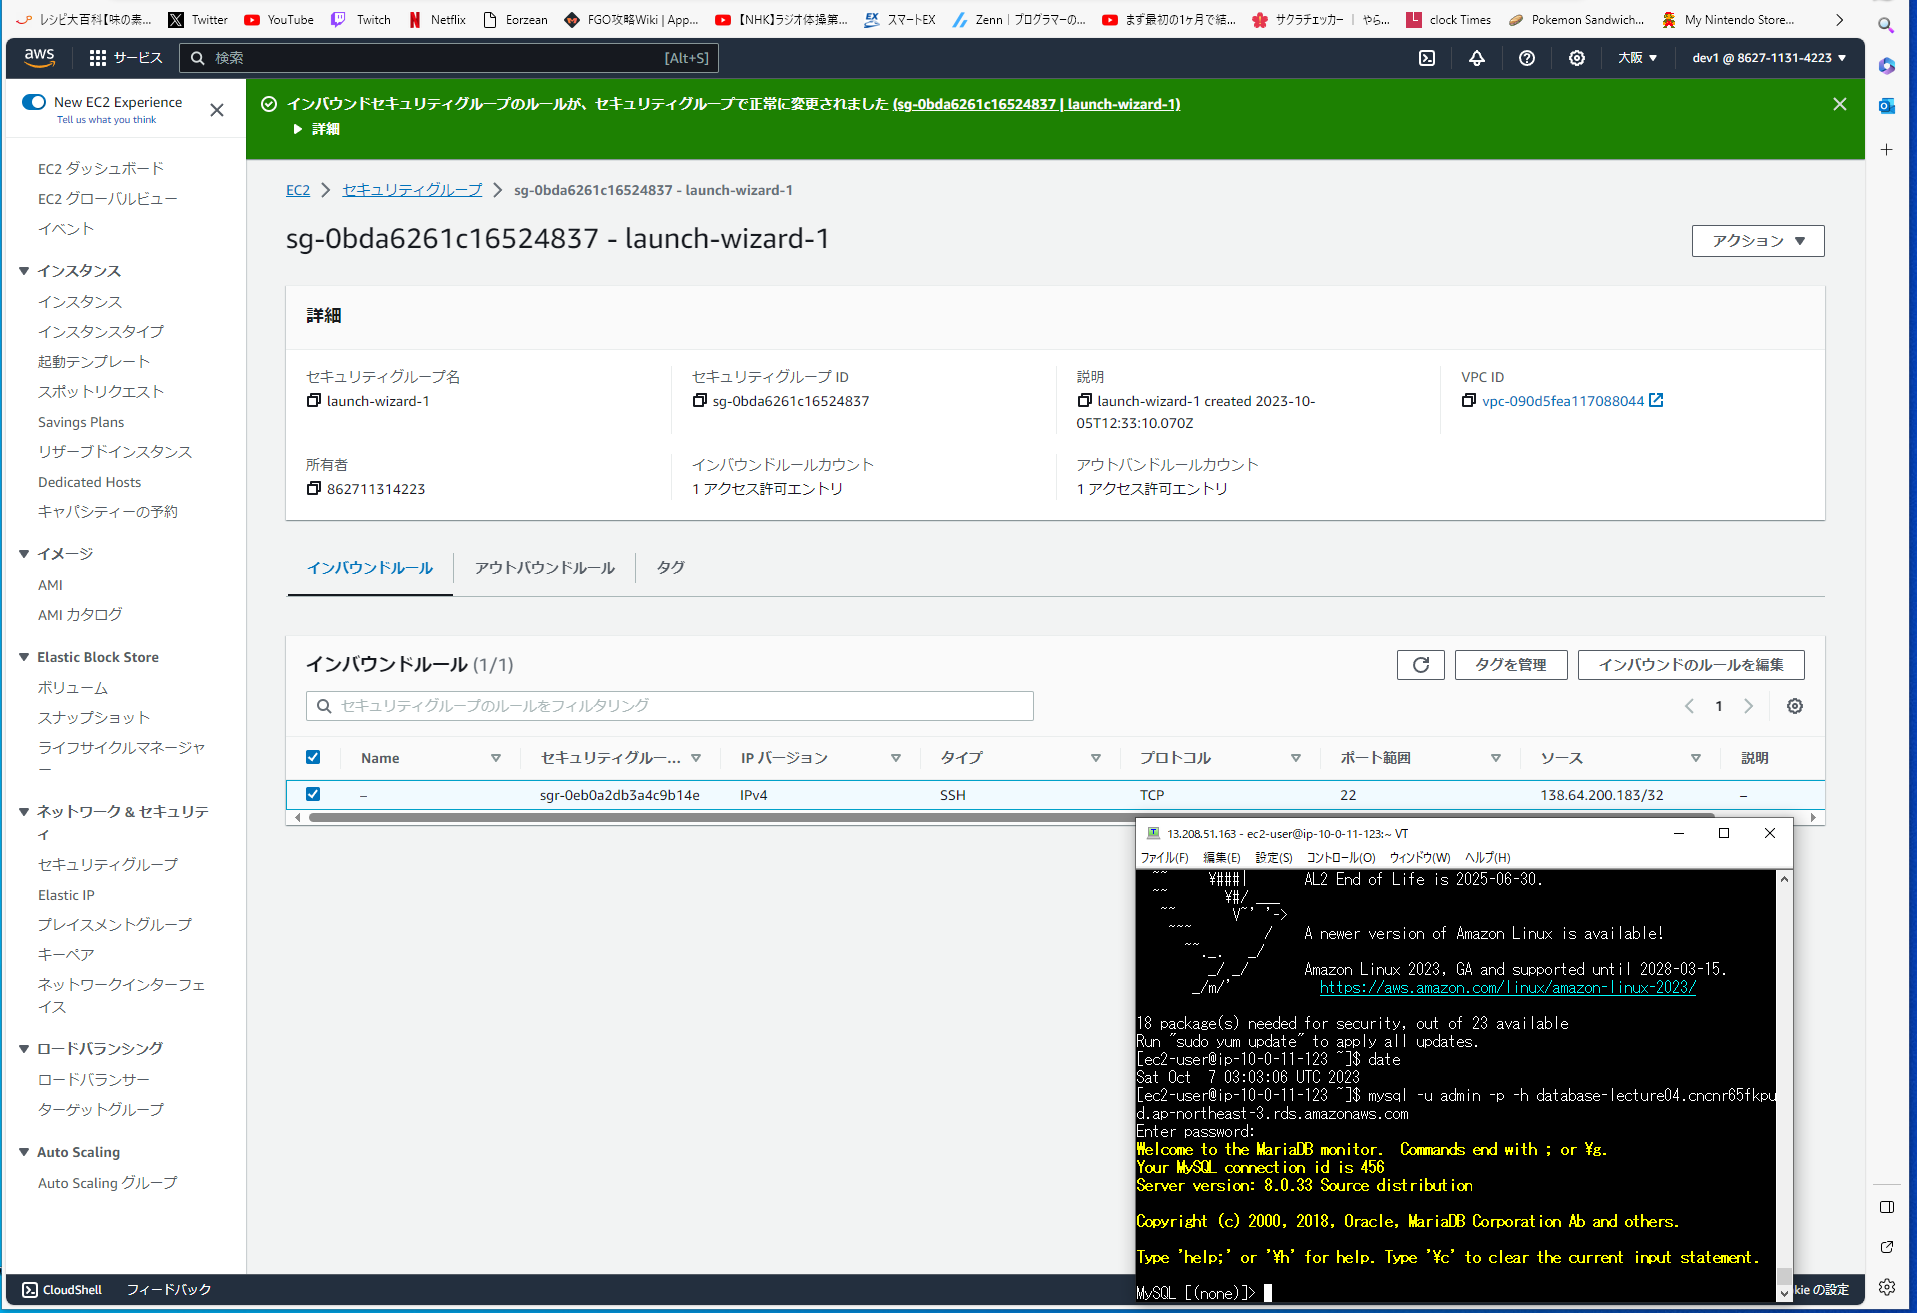 レシピ大百科【味の素...
Twitter
YouTube
Twitch
Netflix
Eorzean
FGO攻略Wiki | App...
【NHK】ラジオ体操第...
スマートEX
Zenn｜プログラマーの...
まず最初の1ヶ月で結...
サクラチェッカー ｜ やら...
clock Times
Pokemon Sandwich...
My Nintendo Store...
aws
サービス
検索
[Alt+S]
大阪 ▼
dev1 @ 8627-1131-4223 ▼
New EC2 Experience
Tell us what you think
インバウンドセキュリティグループのルールが、セキュリティグループで正常に変更されました (sg-0bda6261c16524837 | launch-wizard-1)
▶ 詳細
EC2 ダッシュボード
EC2 グローバルビュー
イベント
▼ インスタンス
インスタンス
インスタンスタイプ
起動テンプレート
スポットリクエスト
Savings Plans
リザーブドインスタンス
Dedicated Hosts
キャパシティーの予約
▼ イメージ
AMI
AMI カタログ
▼ Elastic Block Store
ボリューム
スナップショット
ライフサイクルマネージャ
ー
▼ ネットワーク & セキュリテ
ィ
セキュリティグループ
Elastic IP
プレイスメントグループ
キーペア
ネットワークインターフェ
イス
▼ ロードバランシング
ロードバランサー
ターゲットグループ
▼ Auto Scaling
Auto Scaling グループ
EC2 > セキュリティグループ > sg-0bda6261c16524837 - launch-wizard-1
sg-0bda6261c16524837 - launch-wizard-1
アクション ▼
詳細
セキュリティグループ名
launch-wizard-1
セキュリティグループ ID
sg-0bda6261c16524837
説明
launch-wizard-1 created 2023-10-
05T12:33:10.070Z
VPC ID
vpc-090d5fea117088044
所有者
862711314223
インバウンドルールカウント
1 アクセス許可エントリ
アウトバンドルールカウント
1 アクセス許可エントリ
インバウンドルール
アウトバウンドルール
タグ
インバウンドルール (1/1)
タグを管理
インバウンドのルールを編集
セキュリティグループのルールをフィルタリング
1
Name
セキュリティグルー...
IP バージョン
タイプ
プロトコル
ポート範囲
ソース
説明
–
sgr-0eb0a2db3a4c9b14e
IPv4
SSH
TCP
22
138.64.200.183/32
–
13.208.51.163 - ec2-user@ip-10-0-11-123:~ VT
ファイル(F) 編集(E) 設定(S) コントロール(O) ウィンドウ(W) ヘルプ(H)
~~ ¥###| AL2 End of Life is 2025-06-30.
~~ ¥#/ ___
~~ V~' '->
~~~ / A newer version of Amazon Linux is available!
~~._. _/
_/ _/ Amazon Linux 2023, GA and supported until 2028-03-15.
_/m/' https://aws.amazon.com/linux/amazon-linux-2023/
18 package(s) needed for security, out of 23 available
Run "sudo yum update" to apply all updates.
[ec2-user@ip-10-0-11-123 ~]$ date
Sat Oct  7 03:03:06 UTC 2023
[ec2-user@ip-10-0-11-123 ~]$ mysql -u admin -p -h database-lecture04.cncnr65fkpu
d.ap-northeast-3.rds.amazonaws.com
Enter password:
Welcome to the MariaDB monitor.  Commands end with ; or ¥g.
Your MySQL connection id is 456
Server version: 8.0.33 Source distribution
Copyright (c) 2000, 2018, Oracle, MariaDB Corporation Ab and others.
Type 'help;' or '¥h' for help. Type '¥c' to clear the current input statement.
MySQL [(none)]>
CloudShell
フィードバック
kie の設定